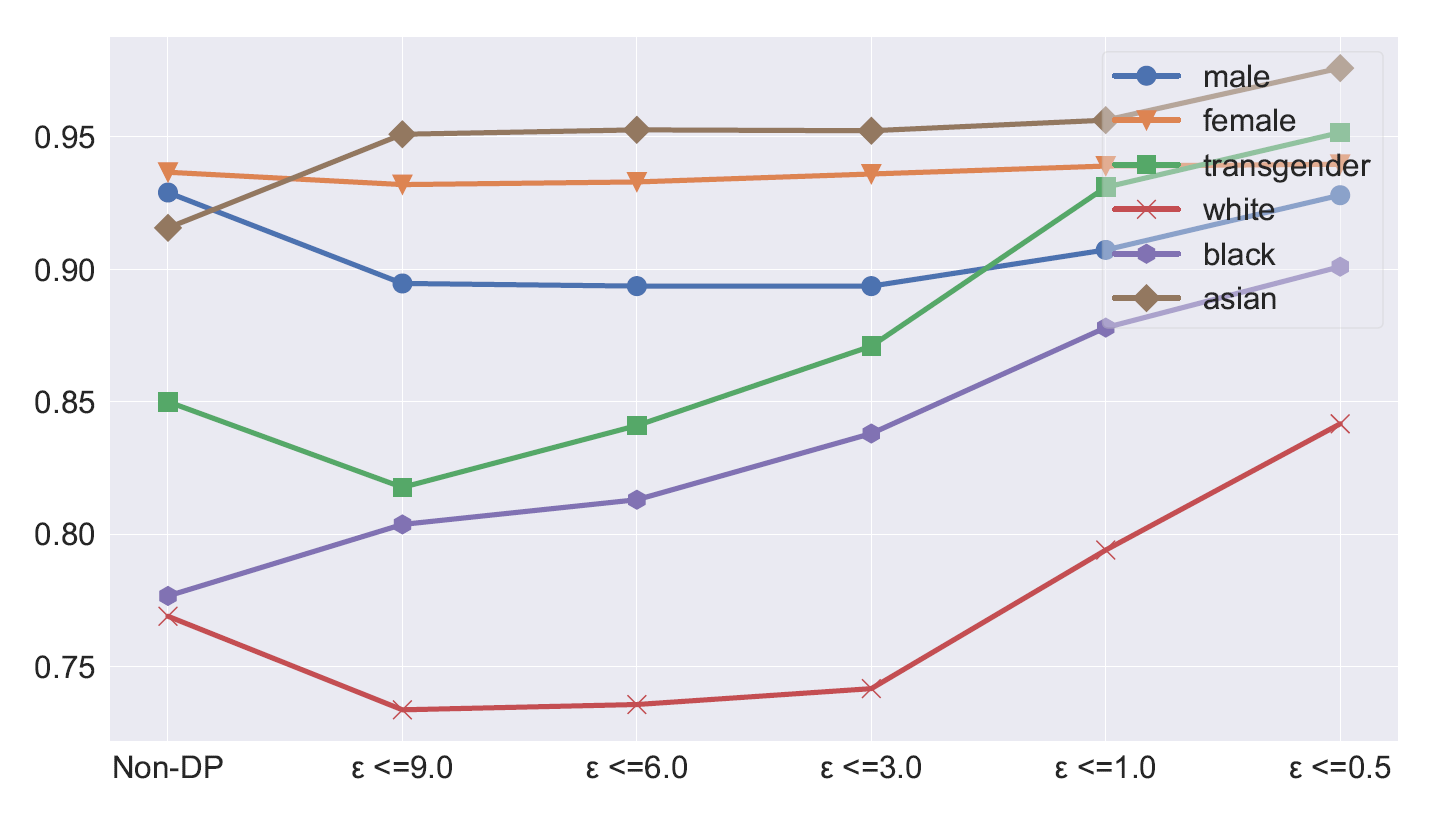 0.95
0.90
0.85
0.80
0.75
male
female
transgender
white
black
asian
Non-DP
ε <=9.0
ε <=6.0
ε <=3.0
ε <=1.0
ε <=0.5